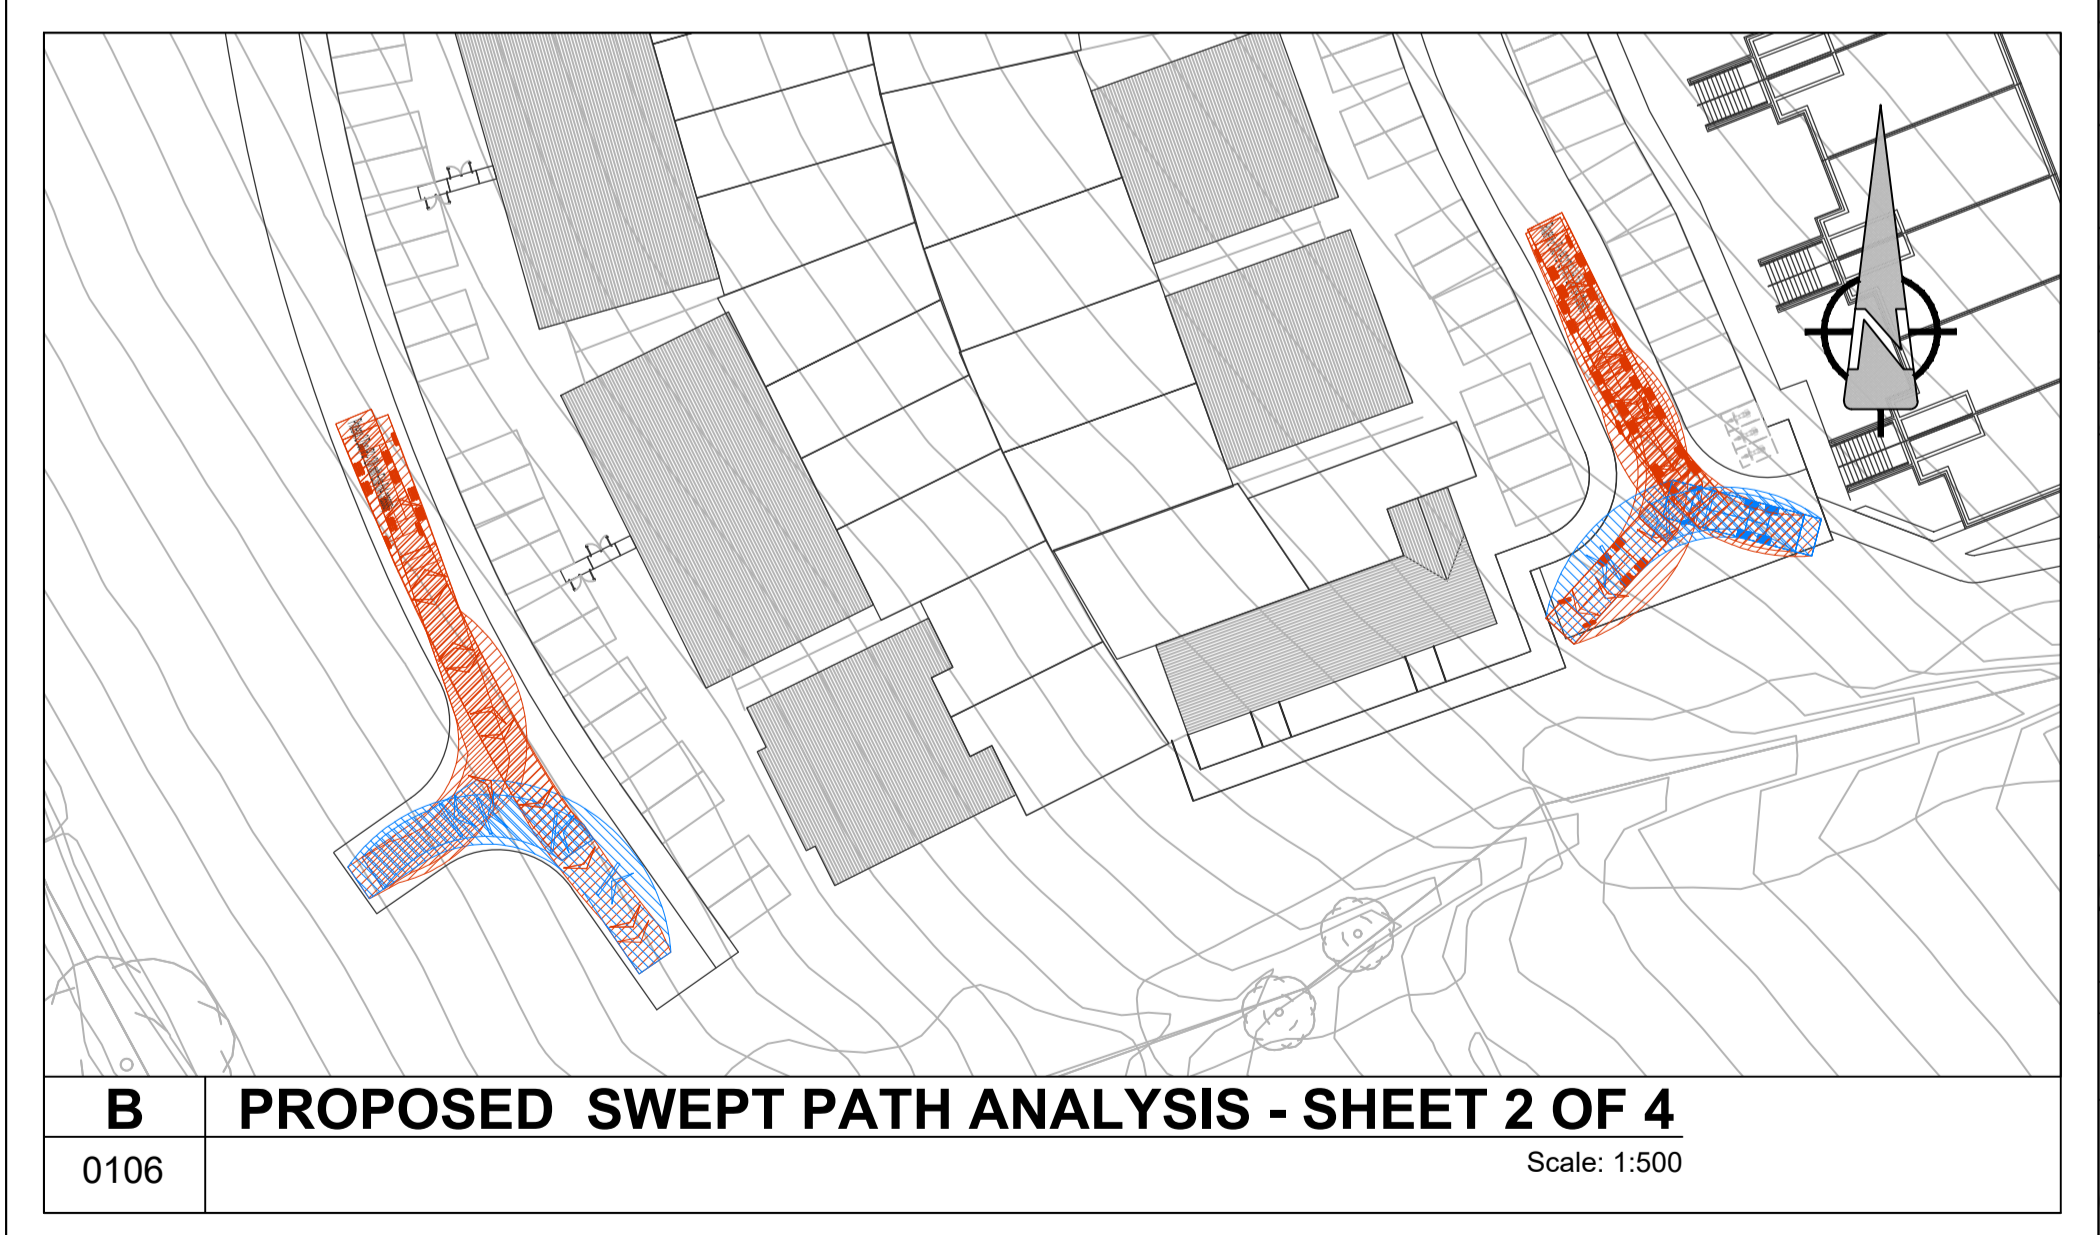 N
B
PROPOSED SWEPT PATH ANALYSIS - SHEET 2 OF 4
0106
Scale: 1:500